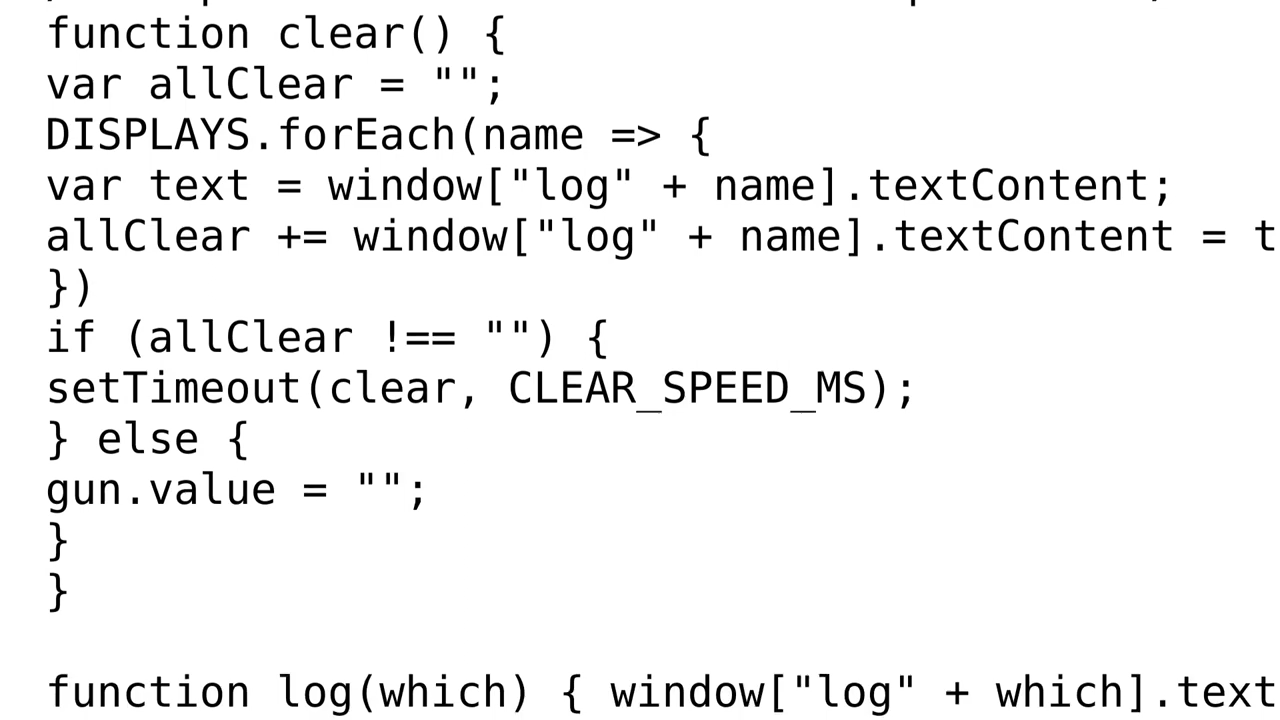 function clear() {
var allClear = "";
DISPLAYS.forEach(name => {
var text = window["log" + name].textContent;
allClear += window["log" + name].textContent = t
})
if (allClear !== "") {
setTimeout(clear, CLEAR_SPEED_MS);
} else {
gun.value = "";
}
}
function log(which) { window["log" + which].text